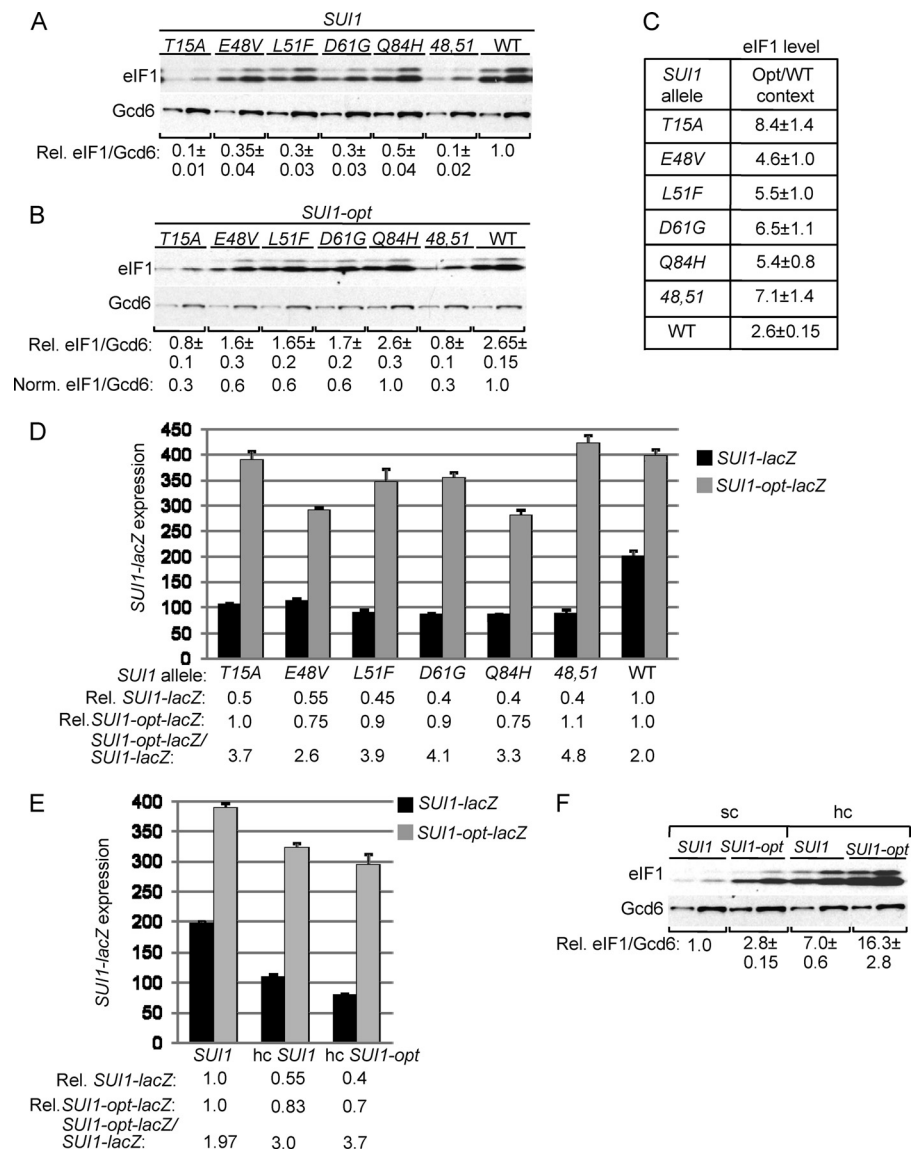 A
SUI1
T15A E48V L51F D61G Q84H 48,51 WT
eIF1
Gcd6
Rel. eIF1/Gcd6: 0.1± 0.35± 0.3± 0.3± 0.5± 0.1± 1.0
0.01 0.04 0.03 0.03 0.04 0.02
B
SUI1-opt
T15A E48V L51F D61G Q84H 48,51 WT
eIF1
Gcd6
Rel. eIF1/Gcd6: 0.8± 1.6± 1.65± 1.7± 2.6± 0.8± 2.65±
0.1 0.3 0.2 0.2 0.3 0.1 0.15
Norm. eIF1/Gcd6: 0.3 0.6 0.6 0.6 1.0 0.3 1.0
C
eIF1 level
SUI1 Opt/WT
allele context
T15A 8.4±1.4
E48V 4.6±1.0
L51F 5.5±1.0
D61G 6.5±1.1
Q84H 5.4±0.8
48,51 7.1±1.4
WT 2.6±0.15
D
SUI1-lacZ expression
450
400
350
300
250
200
150
100
50
0
SUI1-lacZ
SUI1-opt-lacZ
SUI1 allele: T15A E48V L51F D61G Q84H 48,51 WT
Rel. SUI1-lacZ: 0.5 0.55 0.45 0.4 0.4 0.4 1.0
Rel.SUI1-opt-lacZ: 1.0 0.75 0.9 0.9 0.75 1.1 1.0
SUI1-opt-lacZ/
SUI1-lacZ: 3.7 2.6 3.9 4.1 3.3 4.8 2.0
E
SUI1-lacZ expression
400
350
300
250
200
150
100
50
0
SUI1-lacZ
SUI1-opt-lacZ
SUI1 hc SUI1 hc SUI1-opt
Rel. SUI1-lacZ: 1.0 0.55 0.4
Rel.SUI1-opt-lacZ: 1.0 0.83 0.7
SUI1-opt-lacZ/
SUI1-lacZ: 1.97 3.0 3.7
F
sc hc
SUI1 SUI1-opt SUI1 SUI1-opt
eIF1
Gcd6
Rel. eIF1/Gcd6: 1.0 2.8± 7.0± 16.3±
0.15 0.6 2.8